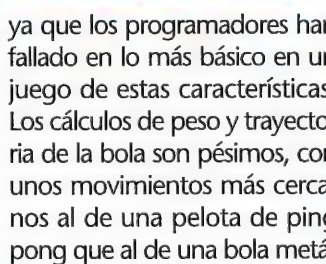 ya que los programadores han
fallado en lo más básico en un
juego de estas características.
Los cálculos de peso y trayecto-
ria de la bola son pésimos, con
unos movimientos más cerca-
nos al de una pelota de ping
pong que al de una bola metá-